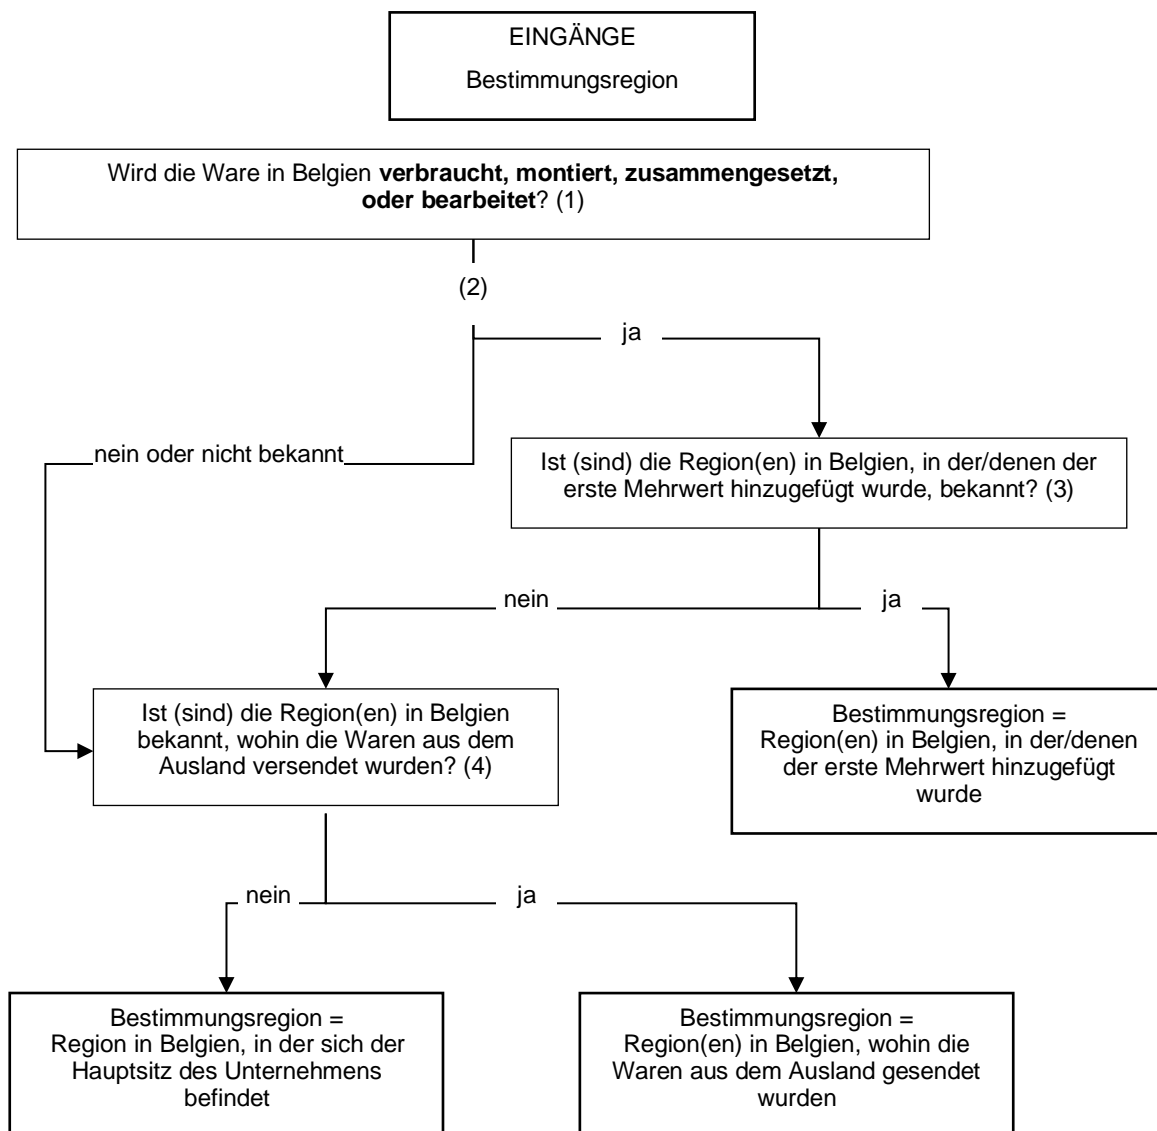 EINGÄNGE
Bestimmungsregion
Wird die Ware in Belgien verbraucht, montiert, zusammengesetzt,
oder bearbeitet? (1)
(2)
ja
nein oder nicht bekannt
Ist (sind) die Region(en) in Belgien, in der/denen der
erste Mehrwert hinzugefügt wurde, bekannt? (3)
nein
ja
Ist (sind) die Region(en) in Belgien
bekannt, wohin die Waren aus dem
Ausland versendet wurden? (4)
Bestimmungsregion =
Region(en) in Belgien, in der/denen
der erste Mehrwert hinzugefügt
wurde
nein
ja
Bestimmungsregion =
Region in Belgien, in der sich der
Hauptsitz des Unternehmens
befindet
Bestimmungsregion =
Region(en) in Belgien, wohin die
Waren aus dem Ausland gesendet
wurden